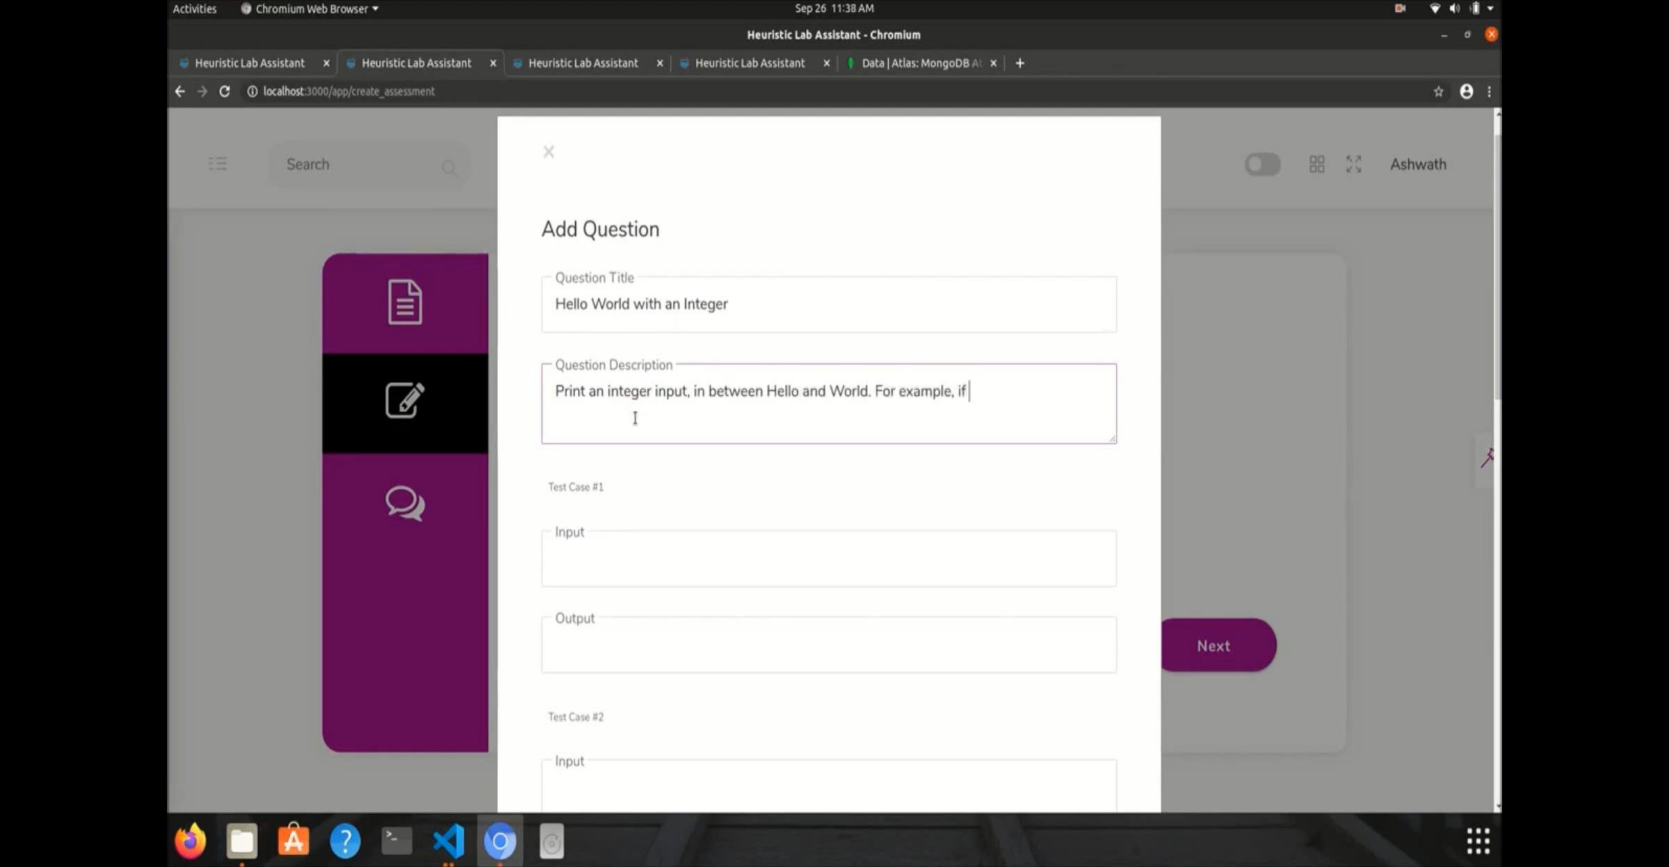 Activities
Chromium Web Browser
Sep 26 11:38 AM
Heuristic Lab Assistant - Chromium
Heuristic Lab Assistant
Heuristic Lab Assistant
Heuristic Lab Assistant
Heuristic Lab Assistant
Data | Atlas: MongoDB At
localhost:3000/app/create_assessment
Search
Ashwath
Add Question
Question Title
Hello World with an Integer
Question Description
Print an integer input, in between Hello and World. For example, if
Test Case #1
Input
Output
Next
Test Case #2
Input